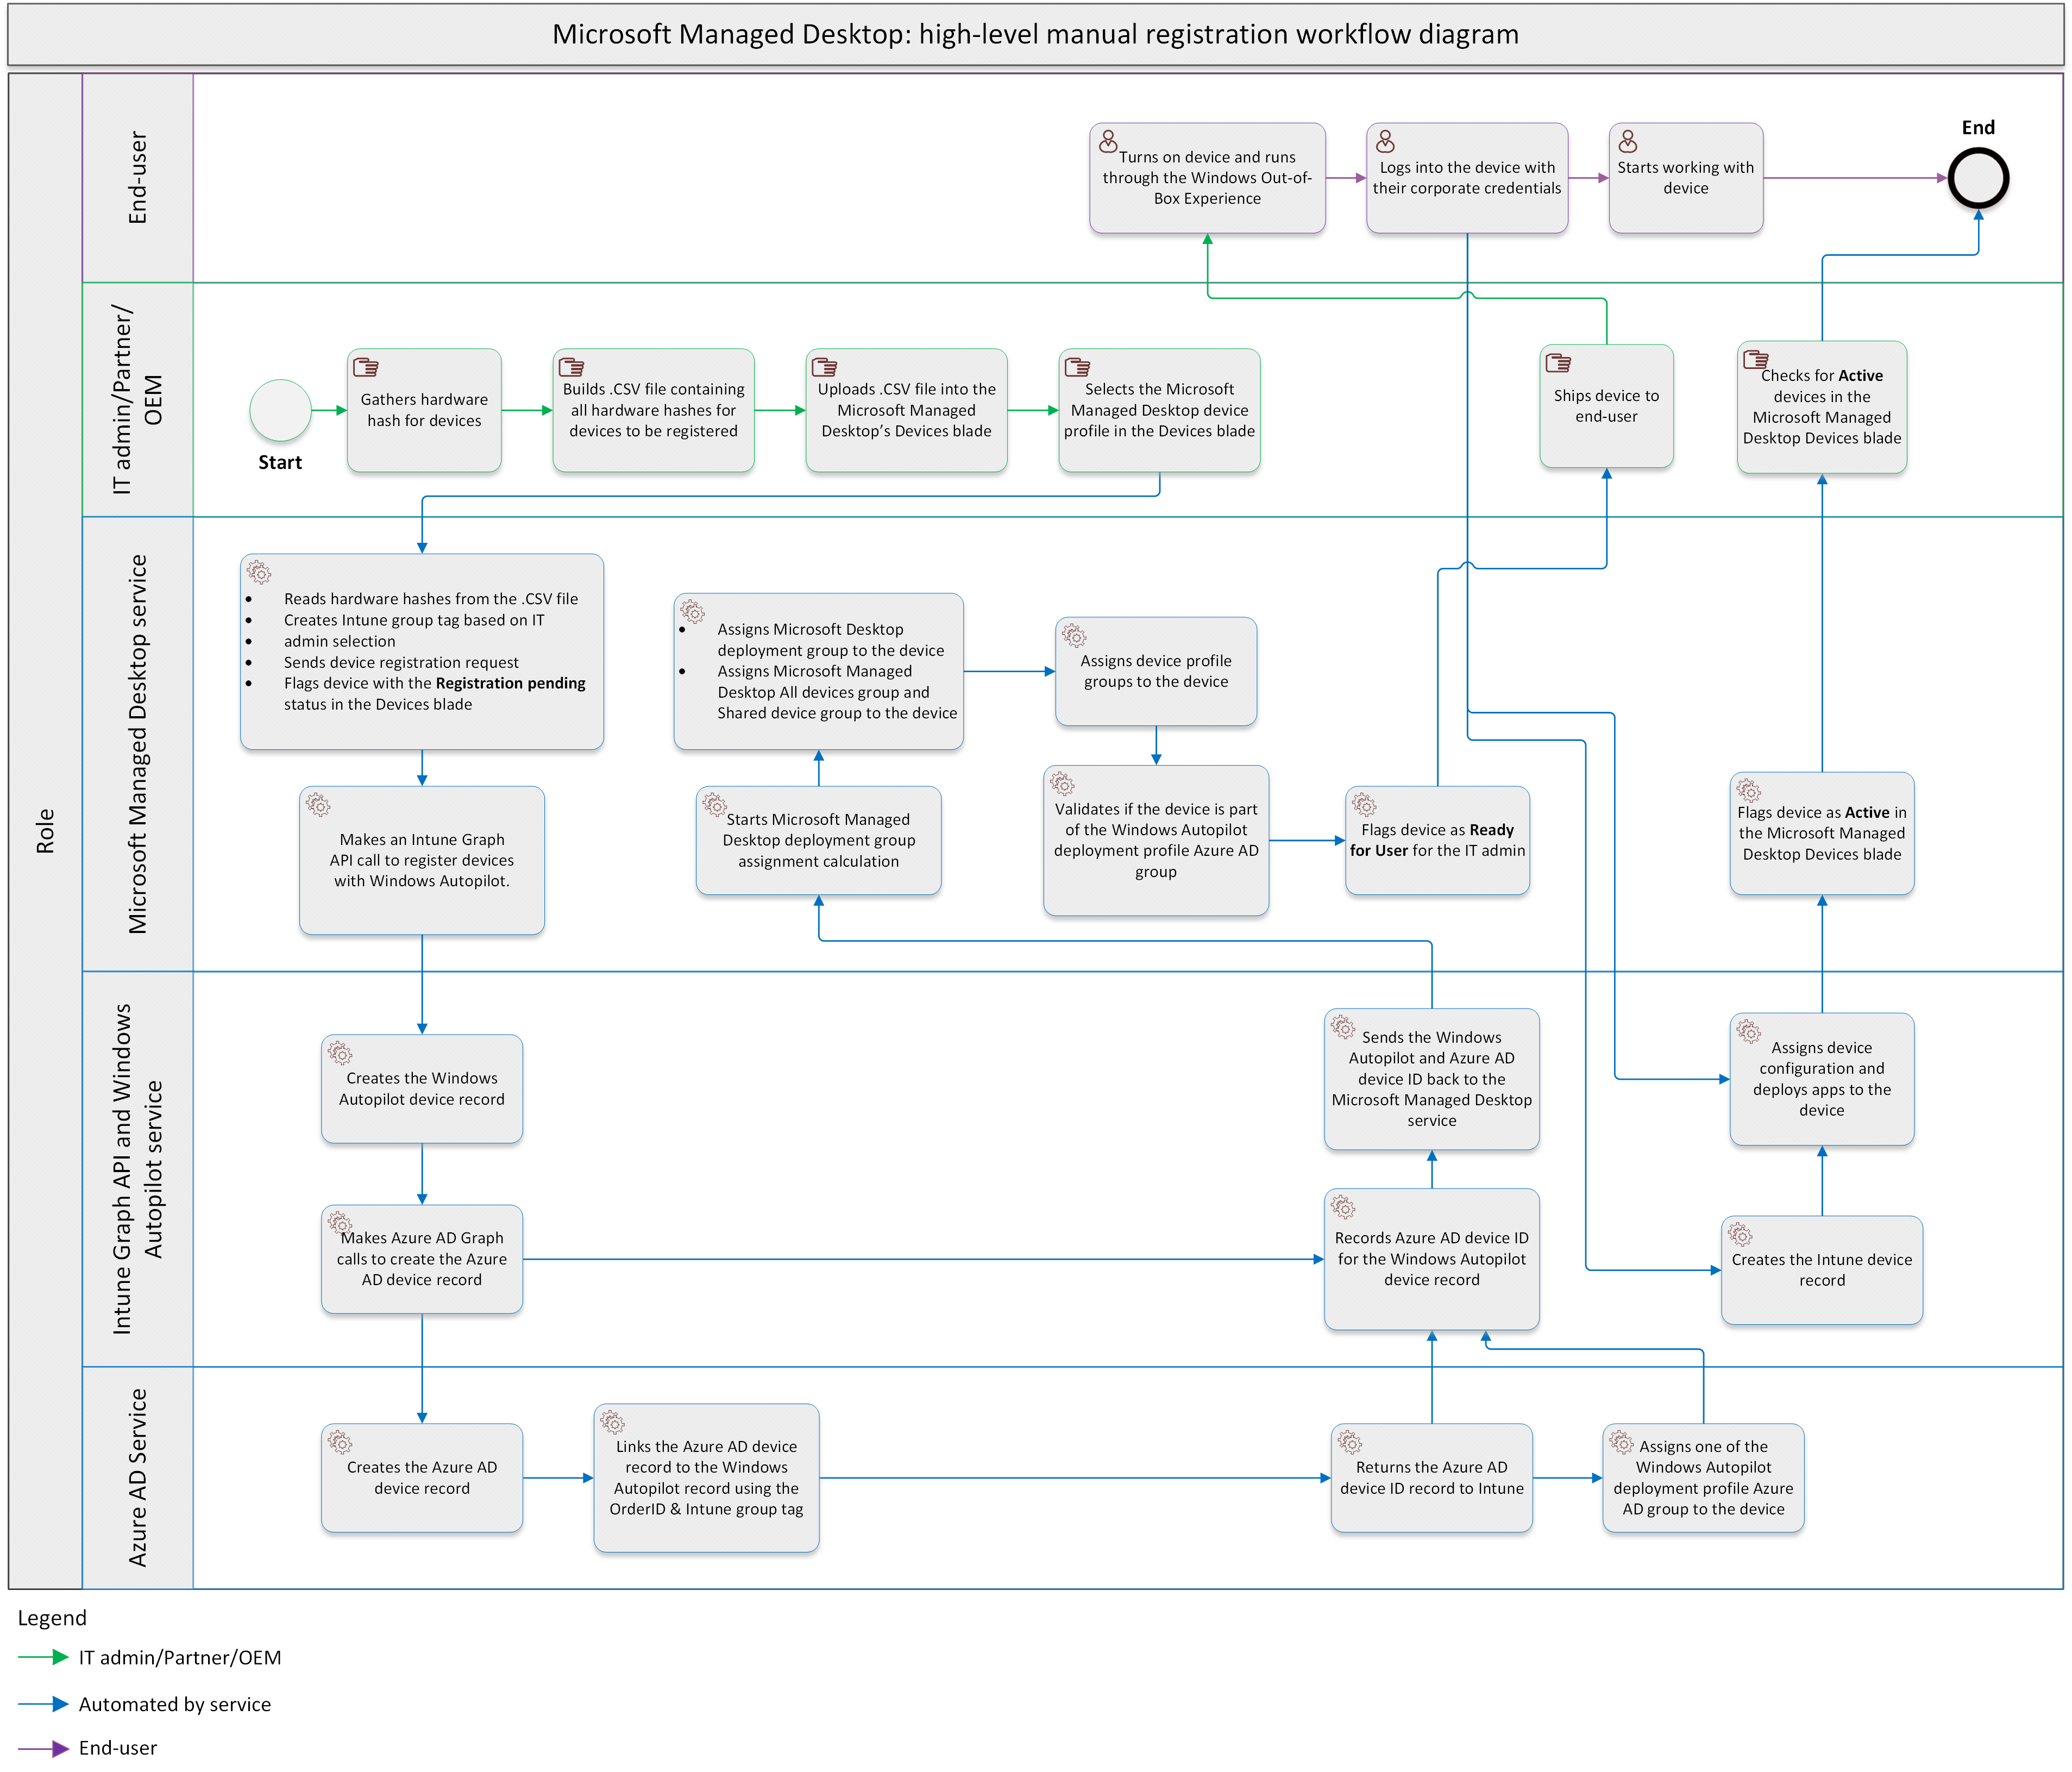 Microsoft Managed Desktop: high-level manual registration workflow diagram
Role
End-user
Turns on device and runs
through the Windows Out-of-
Box Experience
Logs into the device with
their corporate credentials
Starts working with
device
End
IT admin/Partner/
OEM
Start
Gathers hardware
hash for devices
Builds .CSV file containing
all hardware hashes for
devices to be registered
Uploads .CSV file into the
Microsoft Managed
Desktop's Devices blade
Selects the Microsoft
Managed Desktop device
profile in the Devices blade
Ships device to
end-user
Checks for Active
devices in the
Microsoft Managed
Desktop Devices blade
Microsoft Managed Desktop service
• Reads hardware hashes from the .CSV file
• Creates Intune group tag based on IT
• admin selection
• Sends device registration request
• Flags device with the Registration pending
status in the Devices blade
Makes an Intune Graph
API call to register devices
with Windows Autopilot.
• Assigns Microsoft Desktop
deployment group to the device
• Assigns Microsoft Managed
Desktop All devices group and
Shared device group to the device
Starts Microsoft Managed
Desktop deployment group
assignment calculation
Assigns device profile
groups to the device
Validates if the device is part
of the Windows Autopilot
deployment profile Azure AD
group
Flags device as Ready
for User for the IT admin
Flags device as Active in
the Microsoft Managed
Desktop Devices blade
Intune Graph API and Windows
Autopilot service
Creates the Windows
Autopilot device record
Makes Azure AD Graph
calls to create the Azure
AD device record
Sends the Windows
Autopilot and Azure AD
device ID back to the
Microsoft Managed Desktop
service
Records Azure AD device ID
for the Windows Autopilot
device record
Assigns device
configuration and
deploys apps to the
device
Creates the Intune device
record
Azure AD Service
Creates the Azure AD
device record
Links the Azure AD device
record to the Windows
Autopilot record using the
OrderID & Intune group tag
Returns the Azure AD
device ID record to Intune
Assigns one of the
Windows Autopilot
deployment profile Azure
AD group to the device
Legend
IT admin/Partner/OEM
Automated by service
End-user